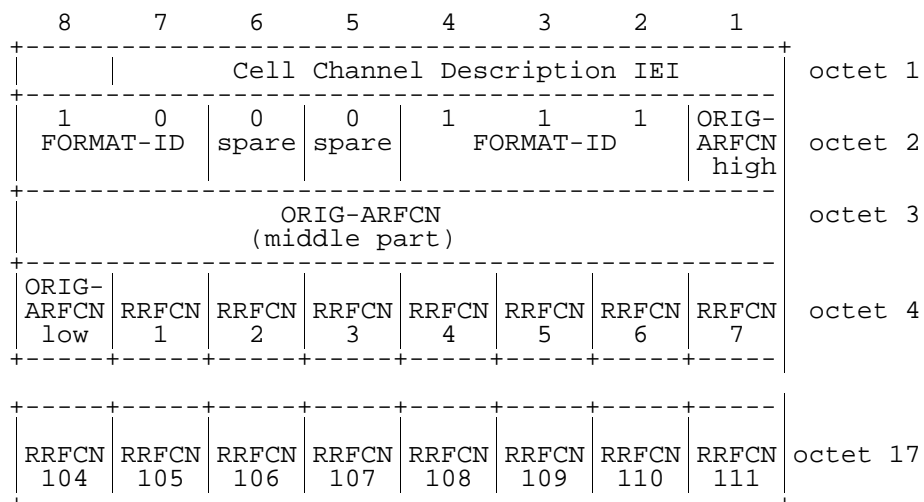 8 7 6 5 4 3 2 1
Cell Channel Description IEI octet 1
1 0 0 0 1 1 1 ORIG-
FORMAT-ID spare spare FORMAT-ID ARFCN octet 2
high
ORIG-ARFCN octet 3
(middle part)
ORIG-
ARFCN RRFCN RRFCN RRFCN RRFCN RRFCN RRFCN RRFCN octet 4
low 1 2 3 4 5 6 7
RRFCN RRFCN RRFCN RRFCN RRFCN RRFCN RRFCN RRFCN octet 17
104 105 106 107 108 109 110 111